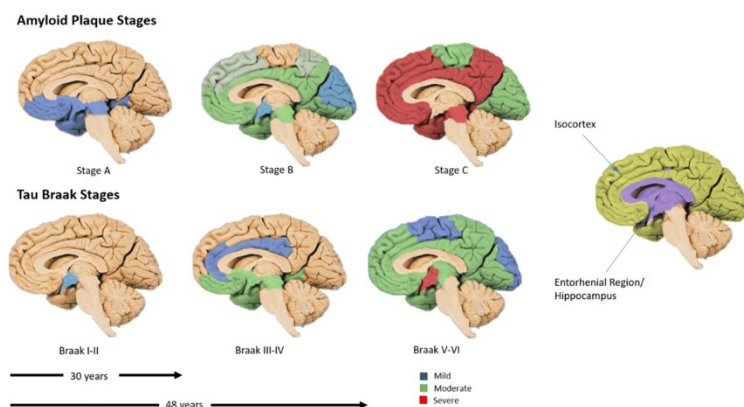 Amyloid Plaque Stages
Stage A
Stage B
Stage C
Tau Braak Stages
Braak I-II
Braak III-IV
Braak V-VI
30 years
48 years
Mild
Moderate
Severe
Isocortex
Entorhenial Region/
Hippocampus